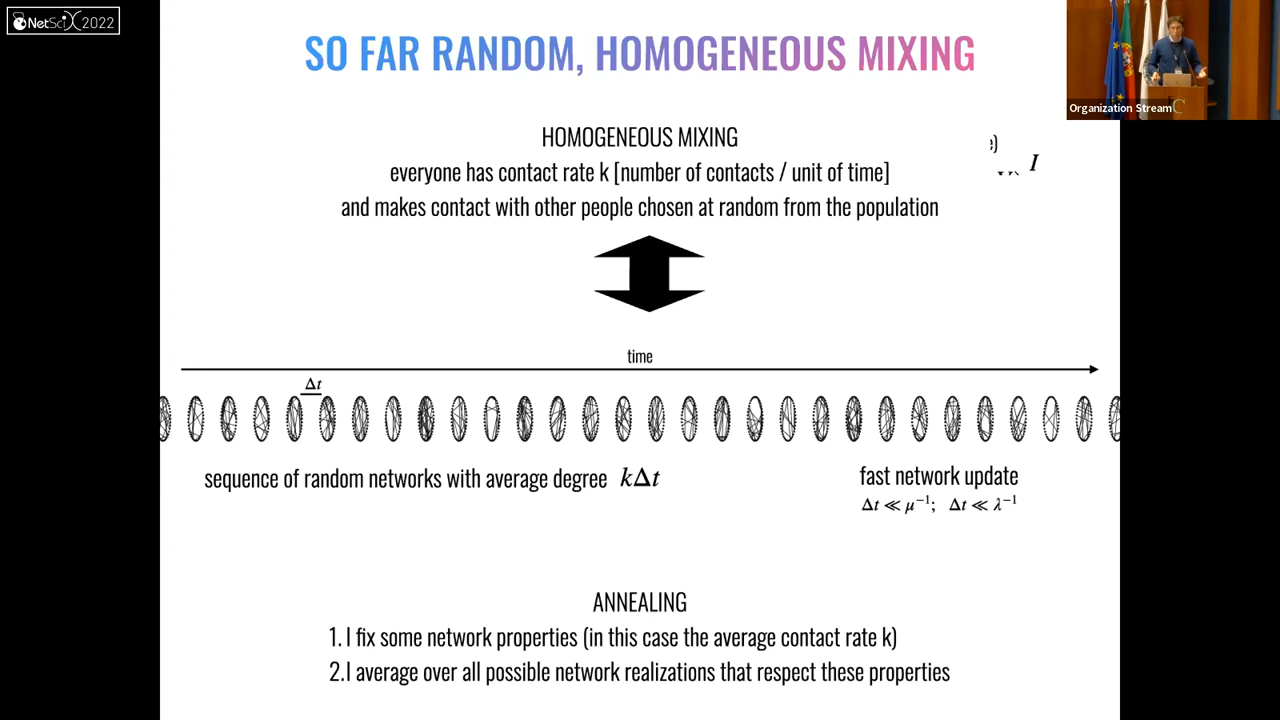 NetSciX 2022
SO FAR RANDOM, HOMOGENEOUS MIXING
Organization Stream
HOMOGENEOUS MIXING
everyone has contact rate k [number of contacts / unit of time]
and makes contact with other people chosen at random from the population
I
time
Δt
sequence of random networks with average degree kΔt
fast network update
Δt ≪ μ⁻¹; Δt ≪ λ⁻¹
ANNEALING
1. I fix some network properties (in this case the average contact rate k)
2.I average over all possible network realizations that respect these properties